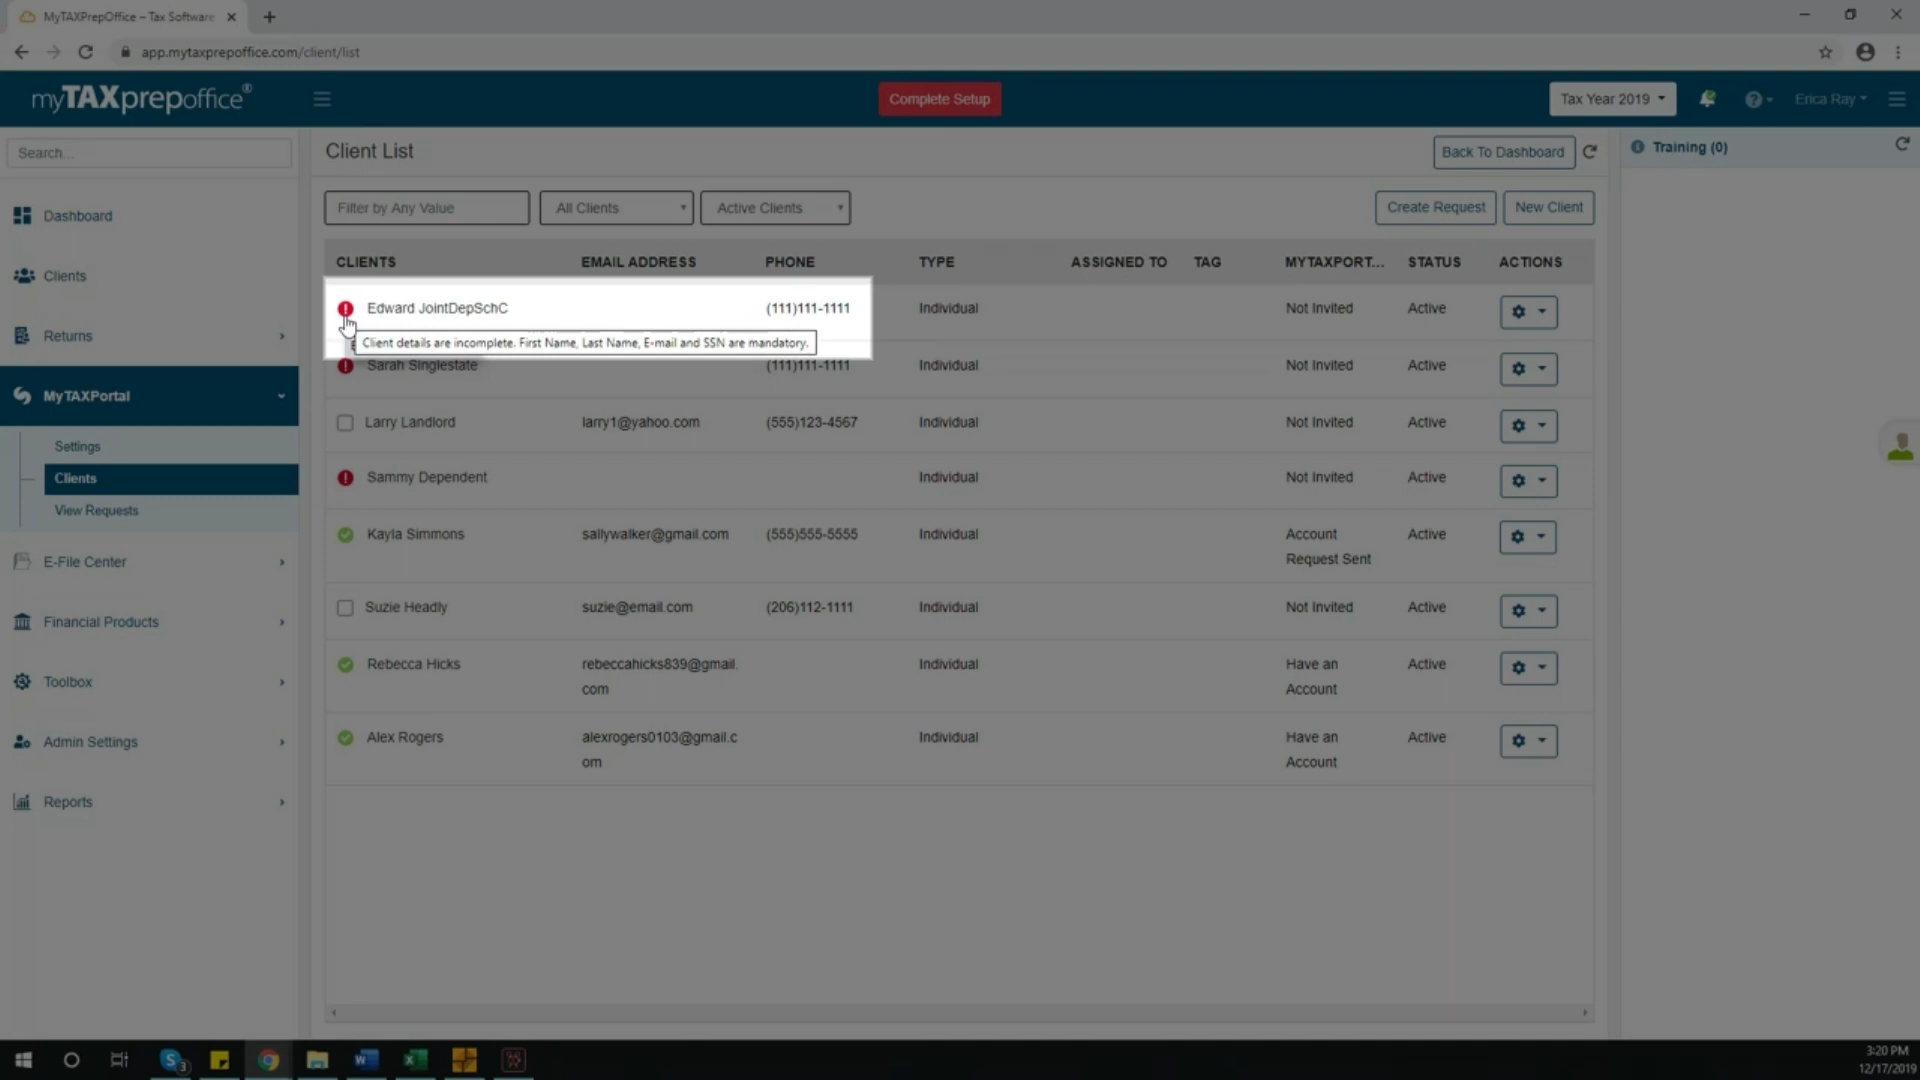 MyTAXPrepOffice – Tax Software
app.mytaxprepoffice.com/client/list
myTAXprepoffice®
Complete Setup
Tax Year 2019
Erica Ray
Search...
Client List
Back To Dashboard
Training (0)
Filter by Any Value
All Clients
Active Clients
Create Request
New Client
Dashboard
Clients
Returns
MyTAXPortal
Settings
Clients
View Requests
E-File Center
Financial Products
Toolbox
Admin Settings
Reports
CLIENTS EMAIL ADDRESS PHONE TYPE ASSIGNED TO TAG MYTAXPORT... STATUS ACTIONS
Edward JointDepSchC (111)111-1111 Individual Not Invited Active
Client details are incomplete. First Name, Last Name, E-mail and SSN are mandatory.
Sarah Singlestate (111)111-1111 Individual Not Invited Active
Larry Landlord larry1@yahoo.com (555)123-4567 Individual Not Invited Active
Sammy Dependent Individual Not Invited Active
Kayla Simmons sallywalker@gmail.com (555)555-5555 Individual Account Active
Request Sent
Suzie Headly suzie@email.com (206)112-1111 Individual Not Invited Active
Rebecca Hicks rebeccahicks839@gmail. Individual Have an Active
com Account
Alex Rogers alexrogers0103@gmail.c Individual Have an Active
om Account
3:20 PM
12/17/2019